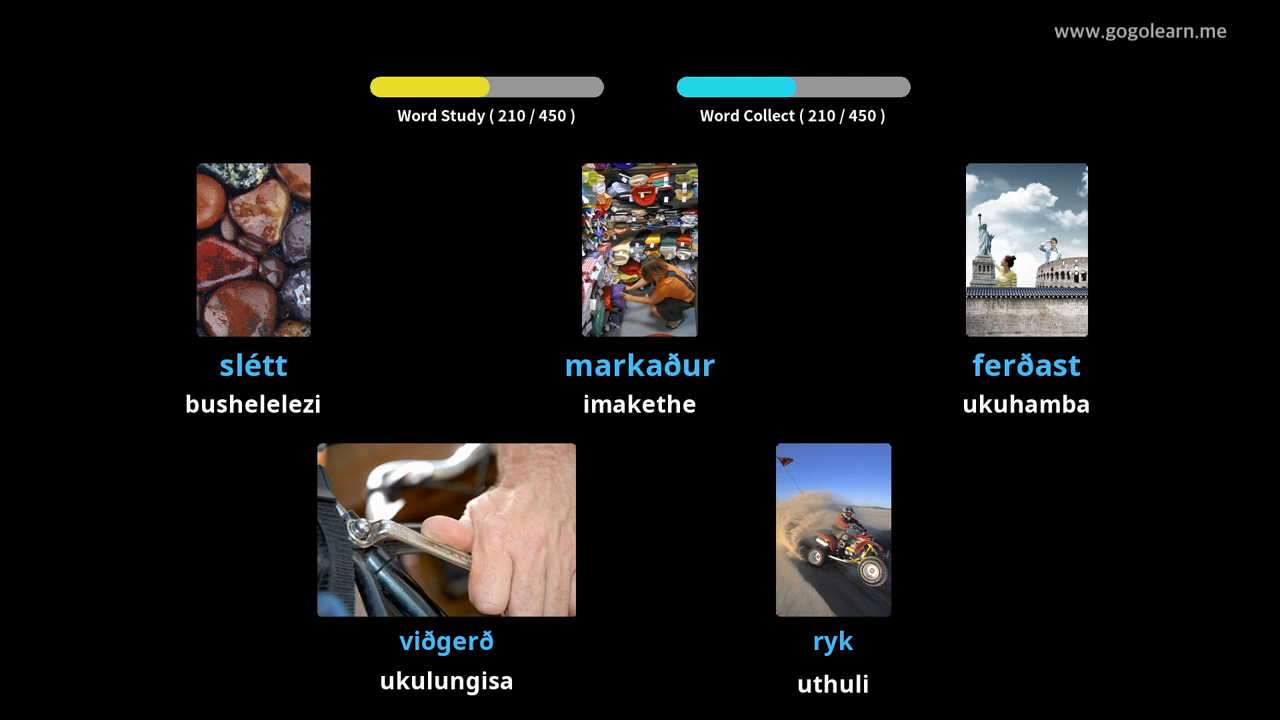 www.gogolearn.me
Word Study ( 210 / 450 )
Word Collect ( 210 / 450 )
slétt
bushelelezi
markaður
imakethe
ferðast
ukuhamba
viðgerð
ukulungisa
ryk
uthuli